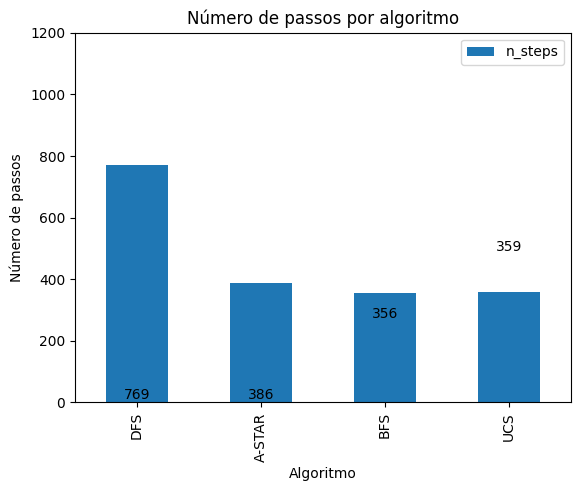 Número de passos por algoritmo
n_steps
Número de passos
1200
1000
800
600
400
200
0
769
386
356
359
DFS
A-STAR
BFS
UCS
Algoritmo